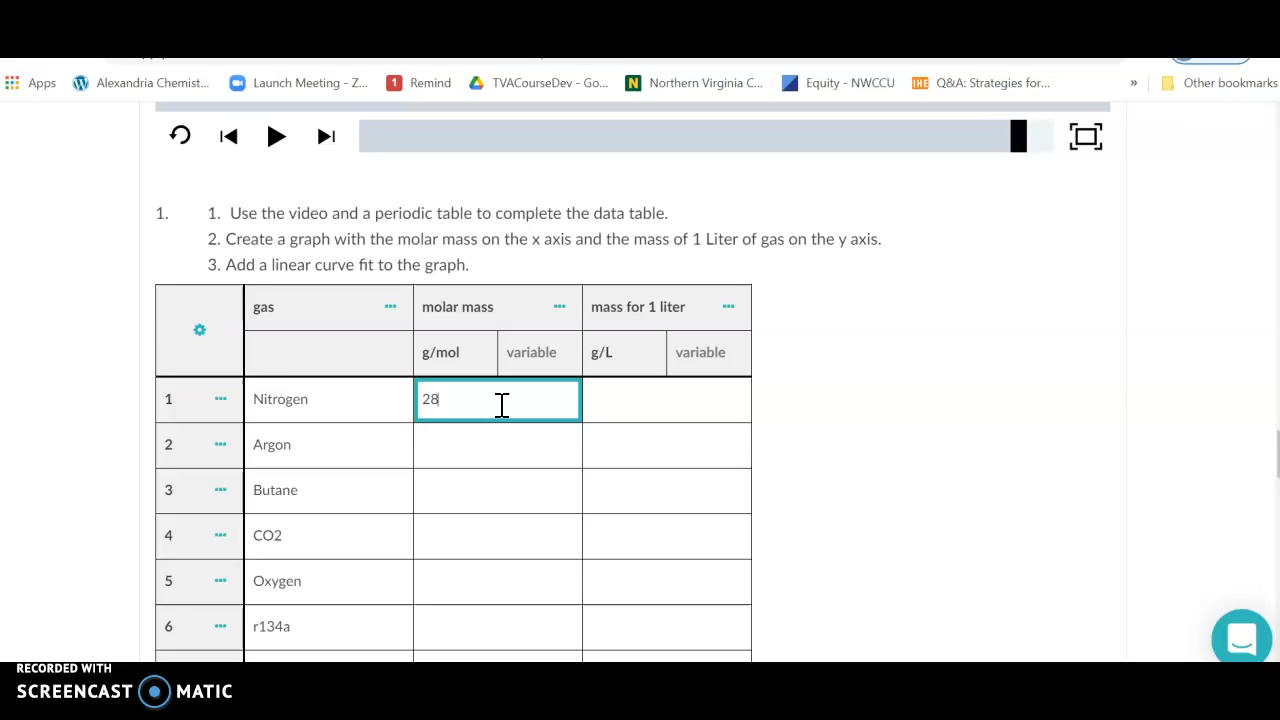 Apps Alexandria Chemist... Launch Meeting - Z... 1 Remind TVACourseDev - Go... N Northern Virginia C... Equity - NWCCU IHE Q&A: Strategies for... » Other bookmarks
1. 1. Use the video and a periodic table to complete the data table.
2. Create a graph with the molar mass on the x axis and the mass of 1 Liter of gas on the y axis.
3. Add a linear curve fit to the graph.
gas molar mass mass for 1 liter
g/mol variable g/L variable
1 Nitrogen 28
2 Argon
3 Butane
4 CO2
5 Oxygen
6 r134a
RECORDED WITH
SCREENCAST MATIC